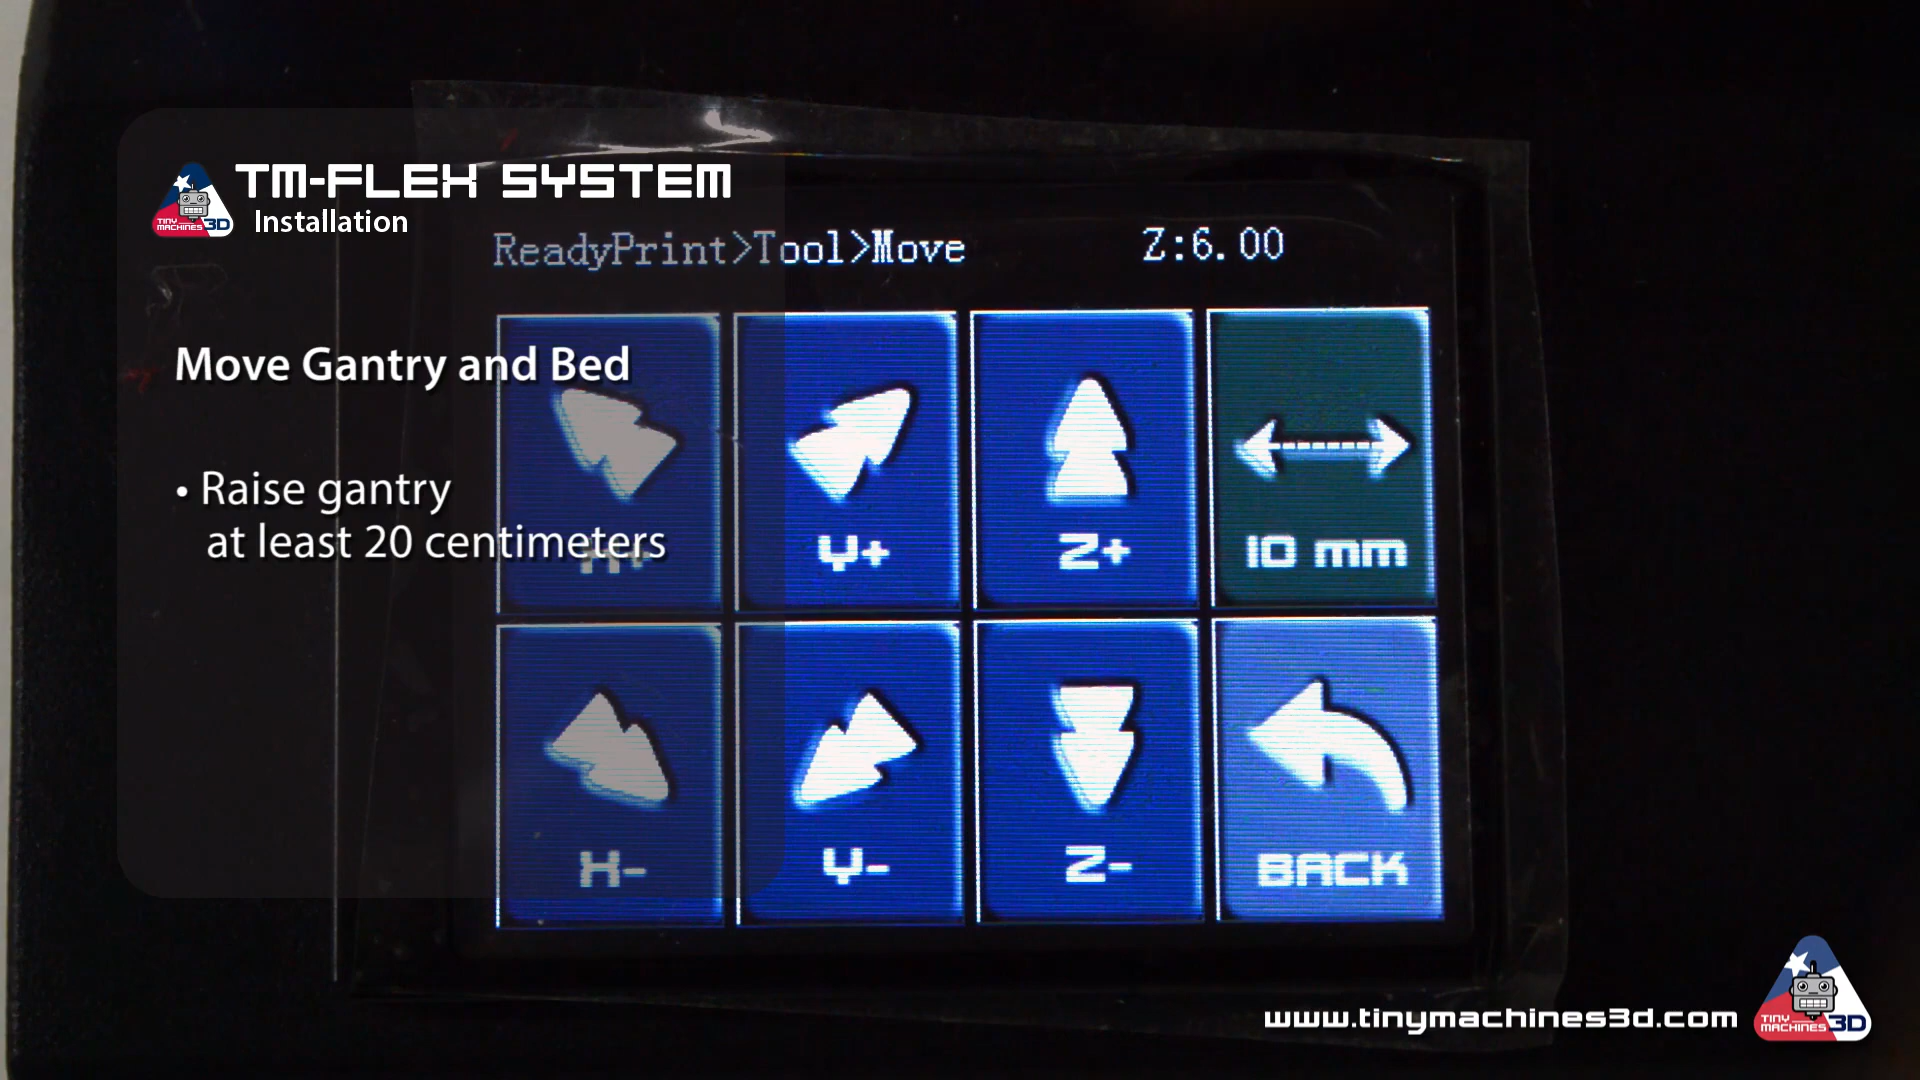 TM-FLEX SYSTEM
TINY
MACHINES 3D
Installation
ReadyPrint>Tool>Move
Z:6.00
Move Gantry and Bed
• Raise gantry
at least 20 centimeters
X+
Y+
Z+
10 mm
X-
Y-
Z-
BACK
www.tinymachines3d.com
TINY
MACHINES 3D